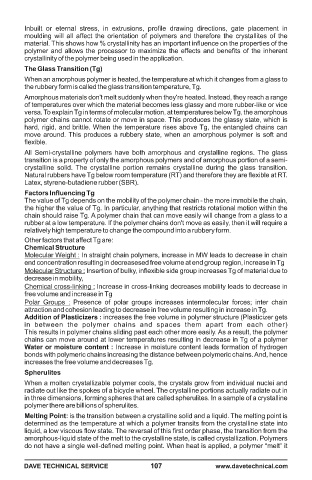 Inbuilt or eternal stress, in extrusions, profile drawing directions, gate placement in
moulding will all affect the orientation of polymers and therefore the crystallites of the
material. This shows how % crystallinity has an important influence on the properties of the
polymer and allows the processor to maximize the effects and benefits of the inherent
crystallinity of the polymer being used in the application.
The Glass Transition (Tg)
When an amorphous polymer is heated, the temperature at which it changes from a glass to
the rubbery form is called the glass transition temperature, Tg.
Amorphous materials don't melt suddenly when they're heated. Instead, they reach a range
of temperatures over which the material becomes less glassy and more rubber-like or vice
versa. To explain Tg in terms of molecular motion, at temperatures below Tg, the amorphous
polymer chains cannot rotate or move in space. This produces the glassy state, which is
hard, rigid, and brittle. When the temperature rises above Tg, the entangled chains can
move around. This produces a rubbery state, when an amorphous polymer is soft and
flexible.
All Semi-crystalline polymers have both amorphous and crystalline regions. The glass
transition is a property of only the amorphous polymers and of amorphous portion of a semi-
crystalline solid. The crystalline portion remains crystalline during the glass transition.
Natural rubbers have Tg below room temperature (RT) and therefore they are flexible at RT.
Latex, styrene-butadiene rubber (SBR).
Factors Influencing Tg
The value of Tg depends on the mobility of the polymer chain - the more immobile the chain,
the higher the value of Tg. In particular, anything that restricts rotational motion within the
chain should raise Tg. A polymer chain that can move easily will change from a glass to a
rubber at a low temperature. If the polymer chains don't move as easily, then it will require a
relatively high temperature to change the compound into a rubbery form.
Other factors that affect Tg are:
Chemical Structure
Molecular Weight : In straight chain polymers, increase in MW leads to decrease in chain
end concentration resulting in decreasesed free volume at end group region, increase in Tg
Molecular Structure : Insertion of bulky, inflexible side group increases Tg of material due to
decrease in mobility,
Chemical cross-linking : Increase in cross-linking decreases mobility leads to decrease in
free volume and increase in Tg
Polar Groups : Presence of polar groups increases intermolecular forces; inter chain
attraction and cohesion leading to decrease in free volume resulting in increase in Tg.
Addition of Plasticizers : increases the free volume in polymer structure (Plasticizer gets
in between the polymer chains and spaces them apart from each other)
This results in polymer chains sliding past each other more easily. As a result, the polymer
chains can move around at lower temperatures resulting in decrease in Tg of a polymer
Water or moisture content : Increase in moisture content leads formation of hydrogen
bonds with polymeric chains increasing the distance between polymeric chains. And, hence
increases the free volume and decreases Tg.
Spherulites
When a molten crystallizable polymer cools, the crystals grow from individual nuclei and
radiate out like the spokes of a bicycle wheel. The crystalline portions actually radiate out in
in three dimensions, forming spheres that are called spherulites. In a sample of a crystalline
polymer there are billions of spherulites.
Melting Point: is the transition between a crystalline solid and a liquid. The melting point is
determined as the temperature at which a polymer transits from the crystalline state into
liquid, a low viscous flow state. The reversal of this first order phase, the transition from the
amorphous-liquid state of the melt to the crystalline state, is called crystallization. Polymers
do not have a single well-defined melting point. When heat is applied, a polymer “melt” it
DAVE TECHNICAL SERVICE 107 www.davetechnical.com